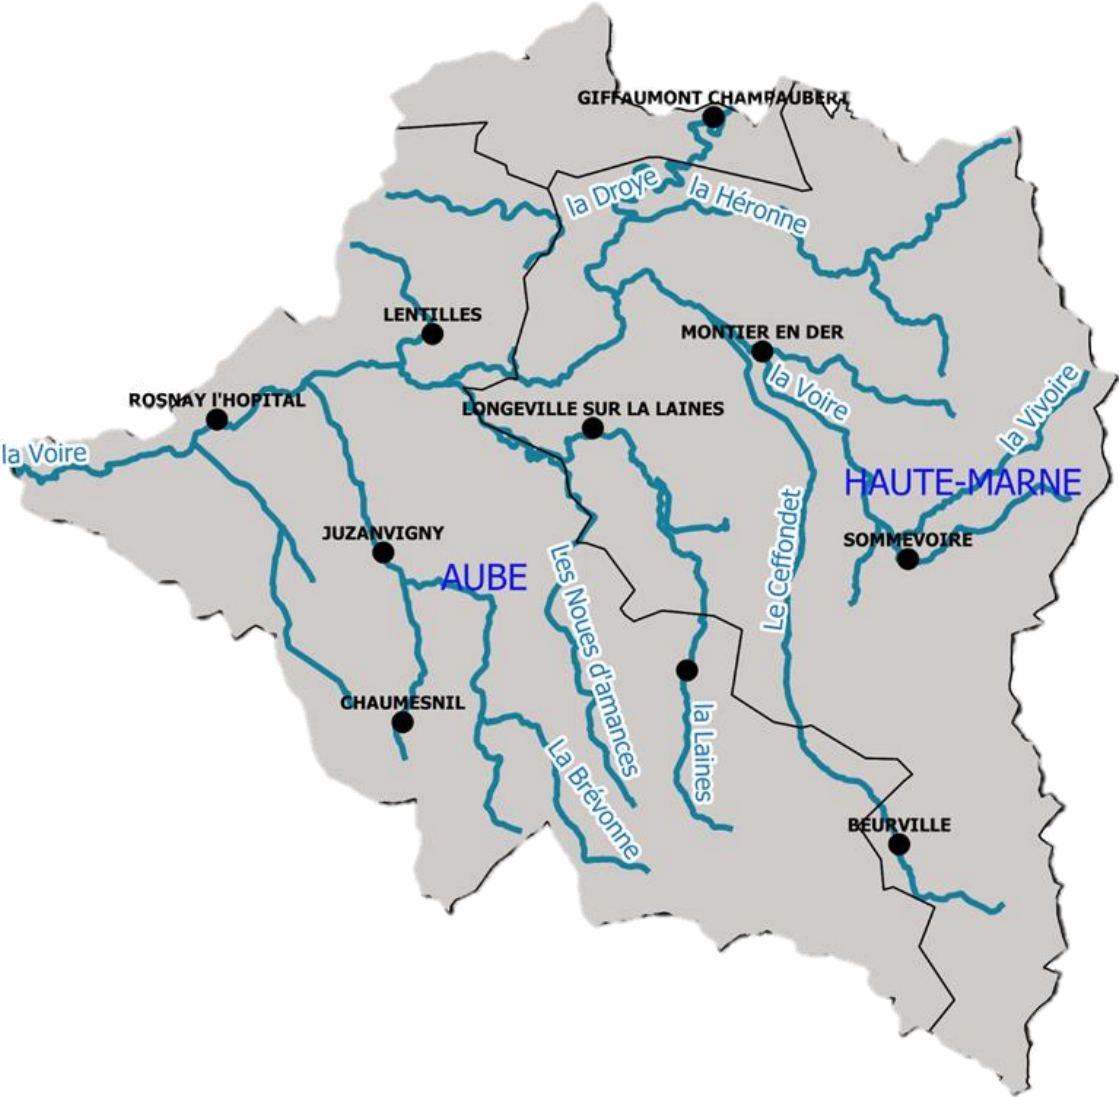 GIFFAUMONT CHAMPAUBERT
la Droye
la Héronne
LENTILLES
MONTIER EN DER
la Voire
la Vivoire
ROSNAY l'HOPITAL
LONGEVILLE SUR LA LAINES
la Voire
HAUTE-MARNE
JUZANVIGNY
SOMMEVOIRE
AUBE
Les Noues d'amances
Le Ceffondet
CHAUMESNIL
la Laines
La Brévonne
BEURVILLE